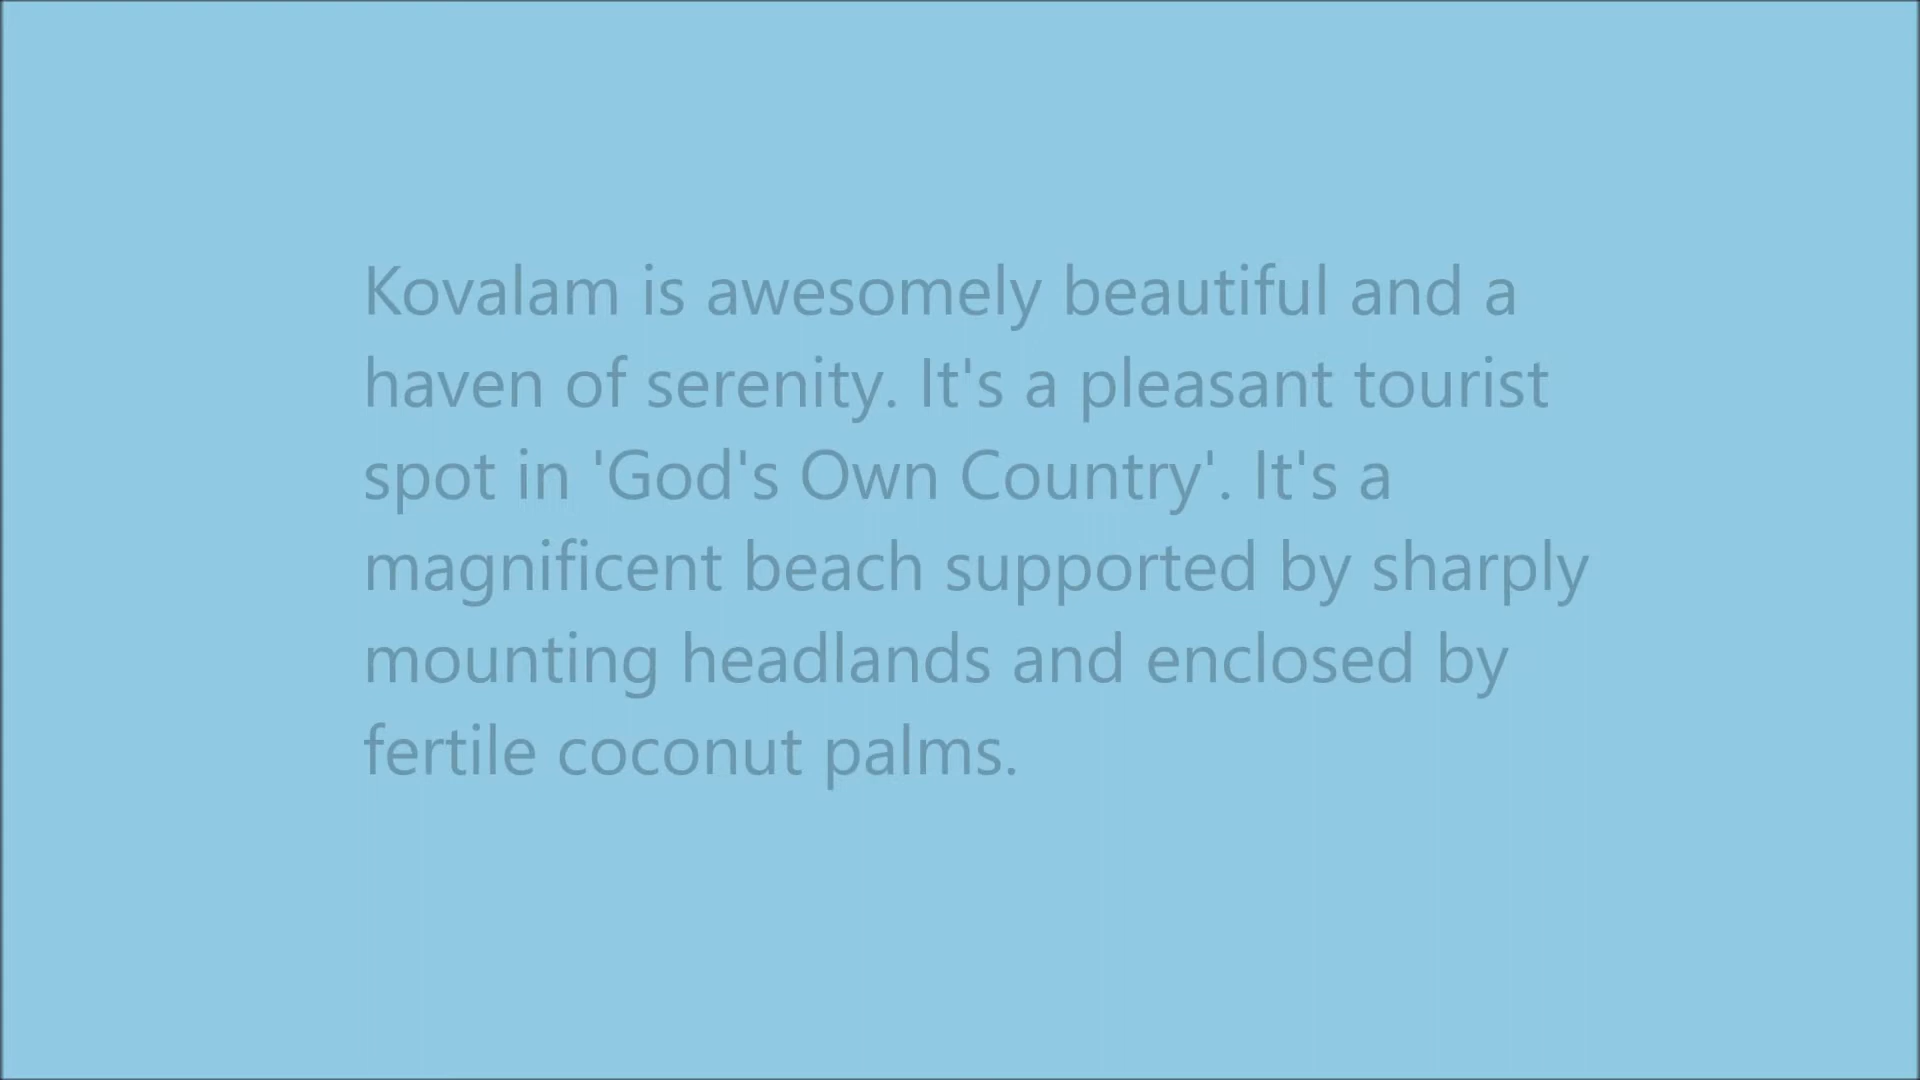 Kovalam is awesomely beautiful and a
haven of serenity. It's a pleasant tourist
spot in 'God's Own Country'. It's a
magnificent beach supported by sharply
mounting headlands and enclosed by
fertile coconut palms.